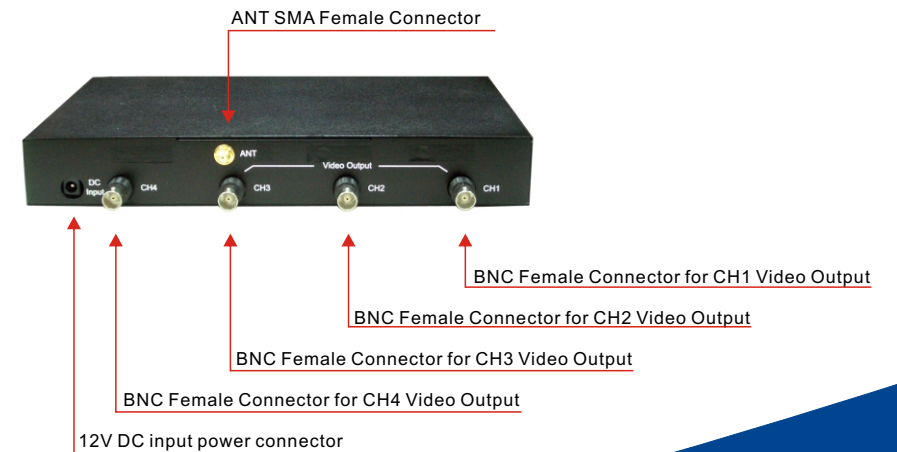 ANT SMA Female Connector
ANT
Video Output
DC
Input
CH4
CH3
CH2
CH1
BNC Female Connector for CH1 Video Output
BNC Female Connector for CH2 Video Output
BNC Female Connector for CH3 Video Output
BNC Female Connector for CH4 Video Output
12V DC input power connector